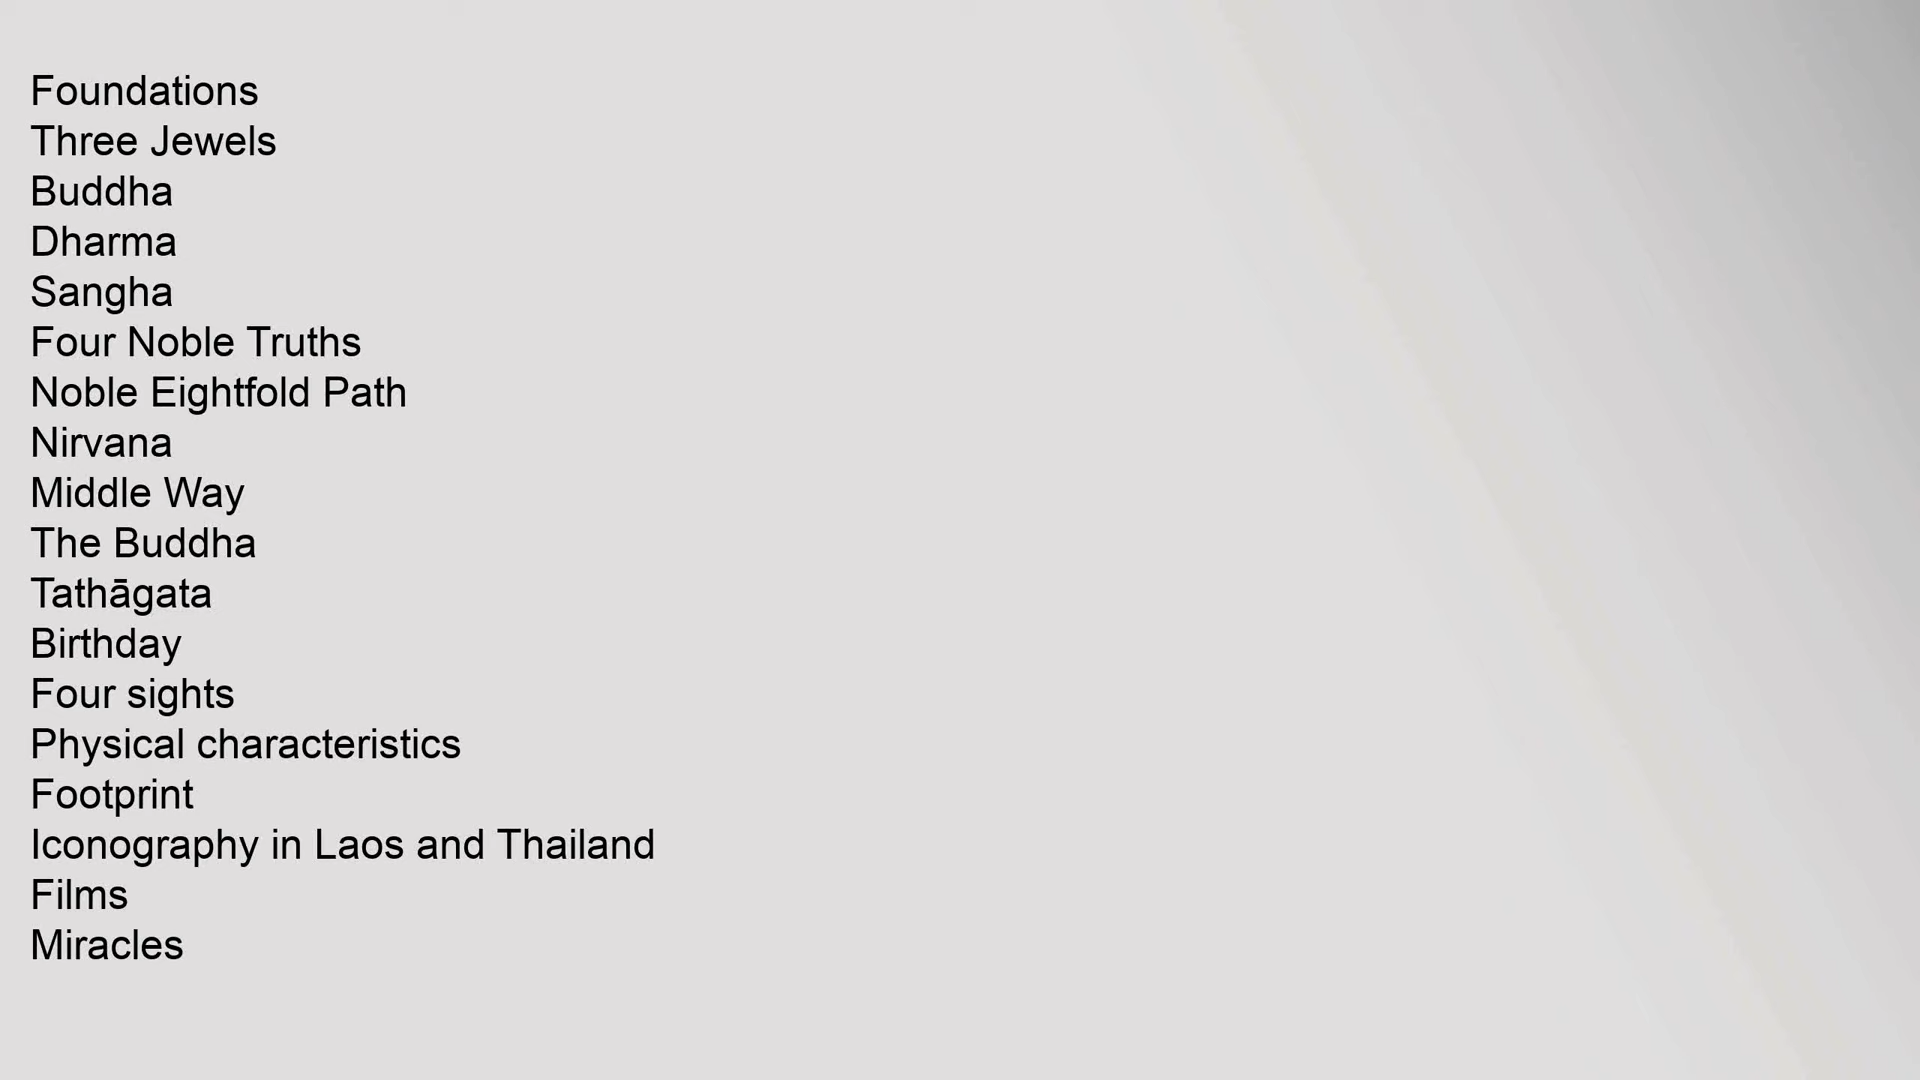 Foundations
Three Jewels
Buddha
Dharma
Sangha
Four Noble Truths
Noble Eightfold Path
Nirvana
Middle Way
The Buddha
Tathāgata
Birthday
Four sights
Physical characteristics
Footprint
Iconography in Laos and Thailand
Films
Miracles